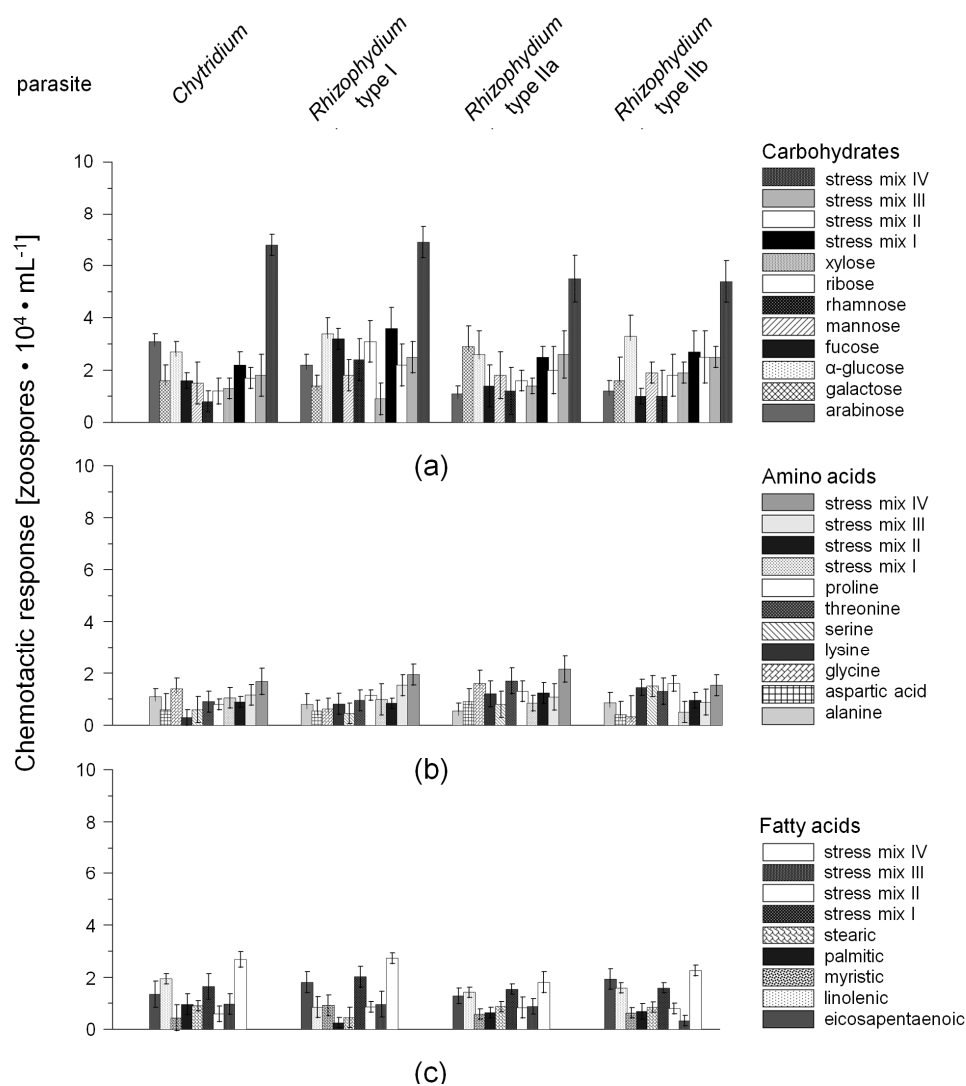 parasite
Chytridium
Rhizophydium
type I
Rhizophydium
type IIa
Rhizophydium
type IIb
Chemotactic response [zoospores • 10⁴ • mL⁻¹]
10
8
6
4
2
0
(a)
Carbohydrates
stress mix IV
stress mix III
stress mix II
stress mix I
xylose
ribose
rhamnose
mannose
fucose
α-glucose
galactose
arabinose
10
8
6
4
2
0
(b)
Amino acids
stress mix IV
stress mix III
stress mix II
stress mix I
proline
threonine
serine
lysine
glycine
aspartic acid
alanine
10
8
6
4
2
0
(c)
Fatty acids
stress mix IV
stress mix III
stress mix II
stress mix I
stearic
palmitic
myristic
linolenic
eicosapentaenoic